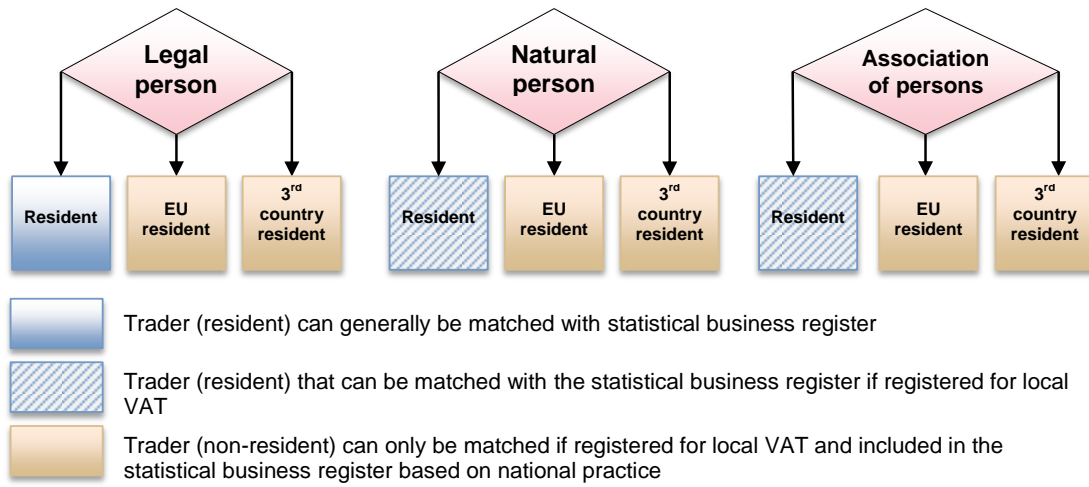 Legal
person
Natural
person
Association
of persons
Resident
EU
resident
3rd
country
resident
Resident
EU
resident
3rd
country
resident
Resident
EU
resident
3rd
country
resident
Trader (resident) can generally be matched with statistical business register
Trader (resident) that can be matched with the statistical business register if registered for local
VAT
Trader (non-resident) can only be matched if registered for local VAT and included in the
statistical business register based on national practice